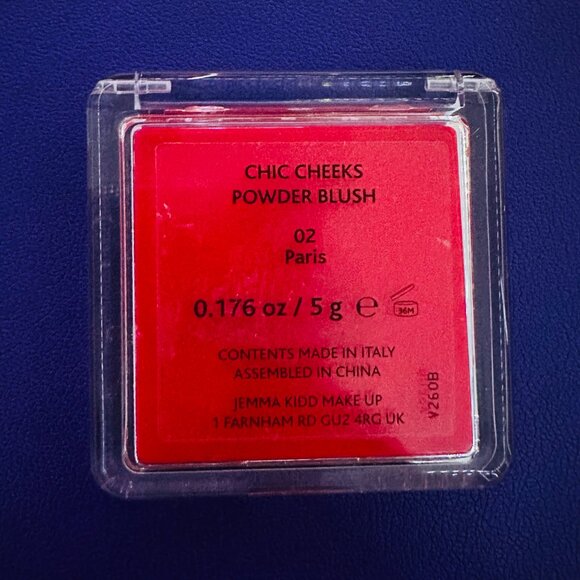 CHIC CHEEKS
POWDER BLUSH
02
Paris
0.176 oz / 5 g ℮ 36M
CONTENTS MADE IN ITALY
ASSEMBLED IN CHINA
JEMMA KIDD MAKE UP
1 FARNHAM RD GU2 4RG UK
V260B